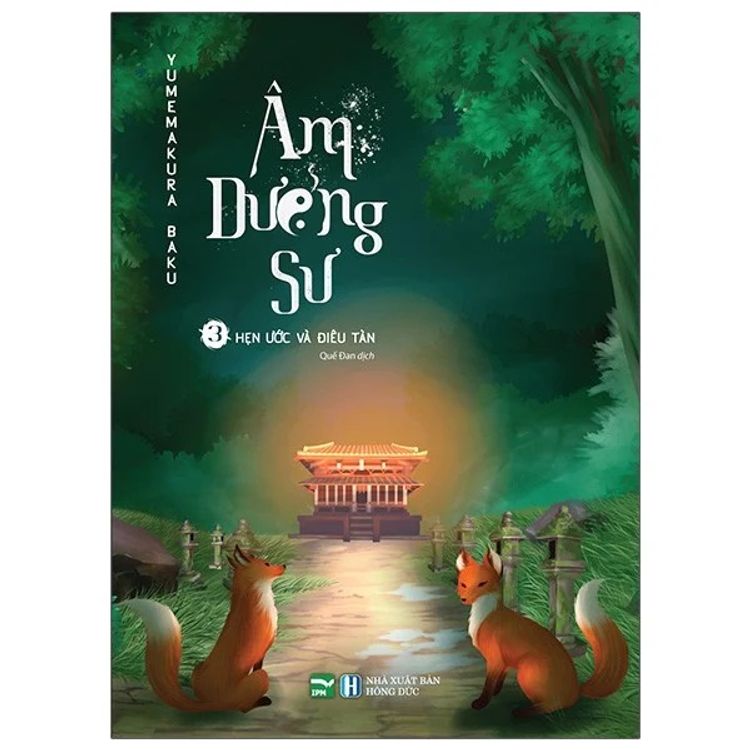 YUMEMAKURA BAKU
Âm
Dương
Sư
3 HẸN ƯỚC VÀ ĐIÊU TÀN
Quế Đan dịch
IPM
H
NHÀ XUẤT BẢN
HỒNG ĐỨC